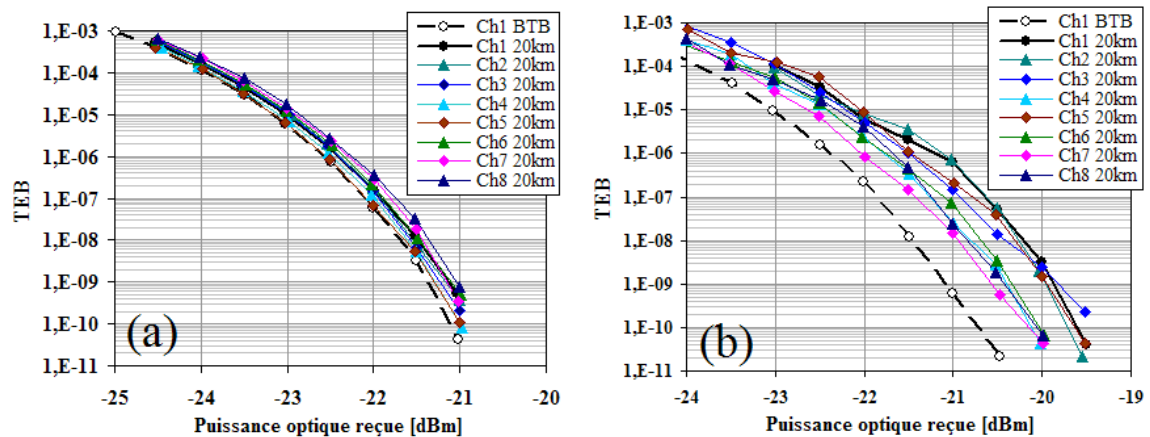 1,E-03
1,E-04
1,E-05
1,E-06
1,E-07
1,E-08
1,E-09
1,E-10
1,E-11
TEB
-25
-24
-23
-22
-21
-20
Puissance optique reçue [dBm]
(a)
Ch1 BTB
Ch1 20km
Ch2 20km
Ch3 20km
Ch4 20km
Ch5 20km
Ch6 20km
Ch7 20km
Ch8 20km
1,E-03
1,E-04
1,E-05
1,E-06
1,E-07
1,E-08
1,E-09
1,E-10
1,E-11
TEB
-24
-23
-22
-21
-20
-19
Puissance optique reçue [dBm]
(b)
Ch1 BTB
Ch1 20km
Ch2 20km
Ch3 20km
Ch4 20km
Ch5 20km
Ch6 20km
Ch7 20km
Ch8 20km